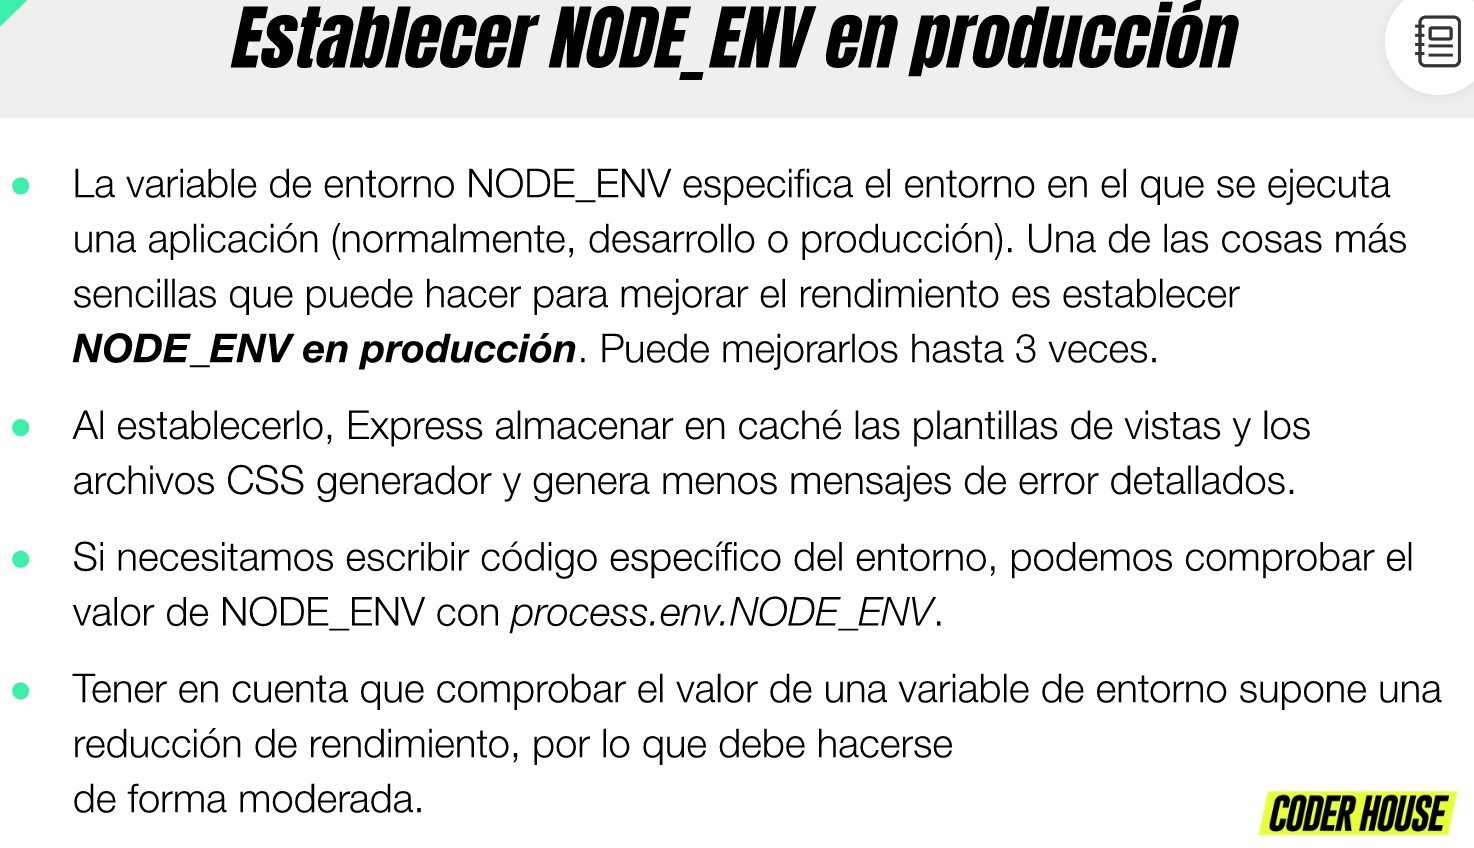 Establecer NODE_ENV en producción
La variable de entorno NODE_ENV especifica el entorno en el que se ejecuta
una aplicación (normalmente, desarrollo o producción). Una de las cosas más
sencillas que puede hacer para mejorar el rendimiento es establecer
NODE_ENV en producción. Puede mejorarlos hasta 3 veces.
Al establecerlo, Express almacenar en caché las plantillas de vistas y los
archivos CSS generador y genera menos mensajes de error detallados.
Si necesitamos escribir código específico del entorno, podemos comprobar el
valor de NODE_ENV con process.env.NODE_ENV.
Tener en cuenta que comprobar el valor de una variable de entorno supone una
reducción de rendimiento, por lo que debe hacerse
de forma moderada.
CODER HOUSE